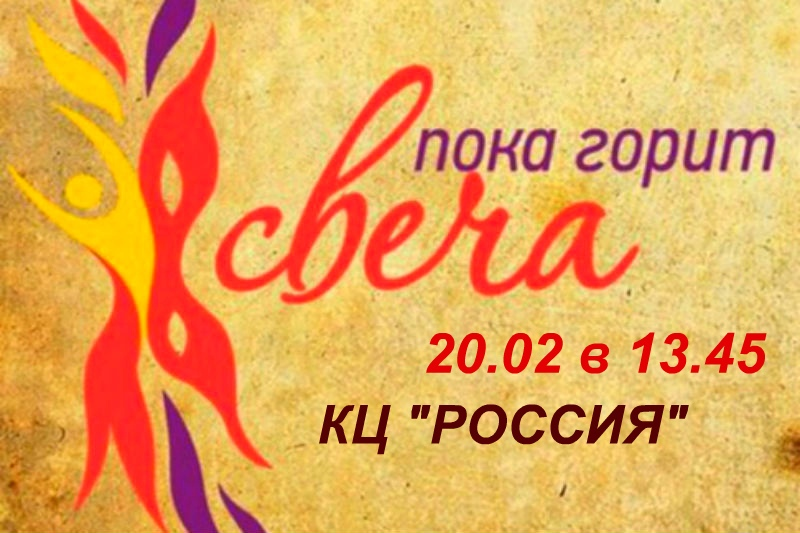 пока горит
свеча
20.02 в 13.45
КЦ "РОССИЯ"